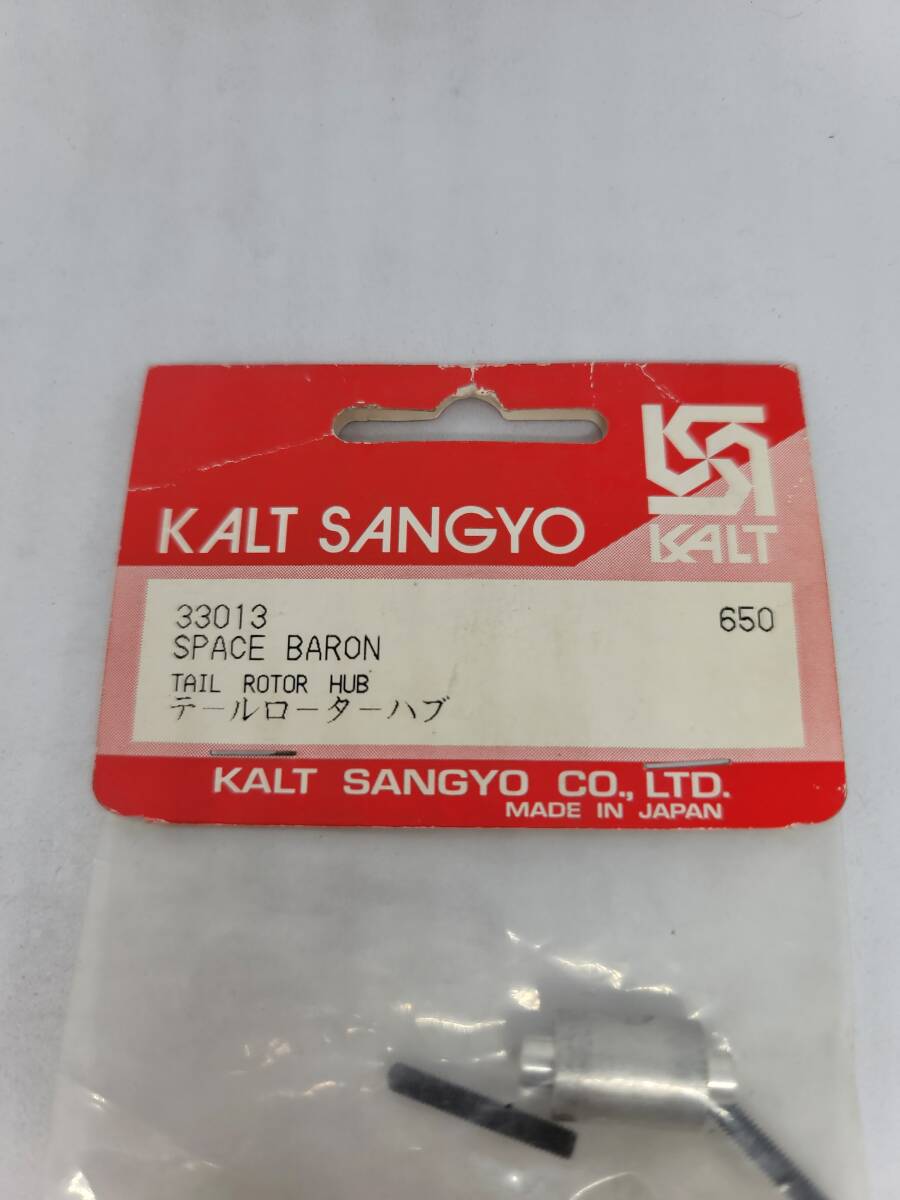 KALT SANGYO
KALT
33013
650
SPACE BARON
TAIL ROTOR HUB
テールローターハブ
KALT SANGYO CO., LTD.
MADE IN JAPAN